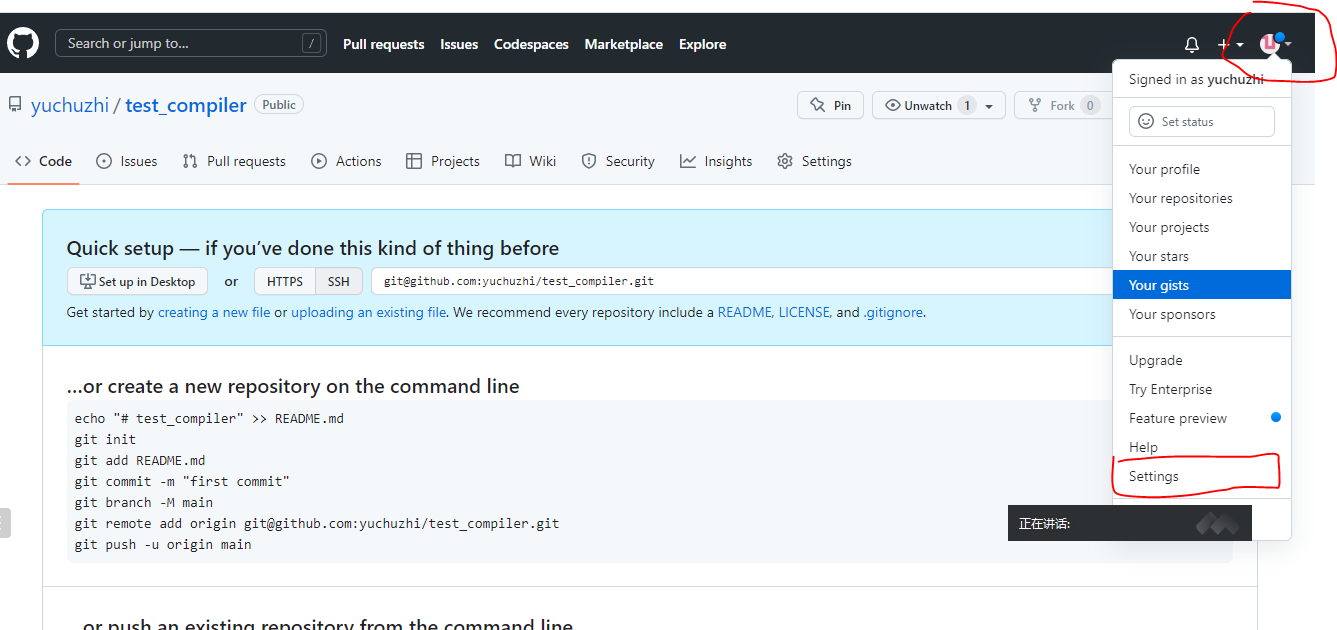 Search or jump to... /
Pull requests Issues Codespaces Marketplace Explore
yuchuzhi / test_compiler Public
Pin Unwatch 1 Fork 0
Code Issues Pull requests Actions Projects Wiki Security Insights Settings
Signed in as yuchuzhi
Set status
Your profile
Your repositories
Your projects
Your stars
Your gists
Your sponsors
Upgrade
Try Enterprise
Feature preview
Help
Settings
Quick setup — if you’ve done this kind of thing before
Set up in Desktop or HTTPS SSH git@github.com:yuchuzhi/test_compiler.git
Get started by creating a new file or uploading an existing file. We recommend every repository include a README, LICENSE, and .gitignore.
…or create a new repository on the command line
echo "# test_compiler" >> README.md
git init
git add README.md
git commit -m "first commit"
git branch -M main
git remote add origin git@github.com:yuchuzhi/test_compiler.git
git push -u origin main
正在讲话:
or push an existing repository from the command line